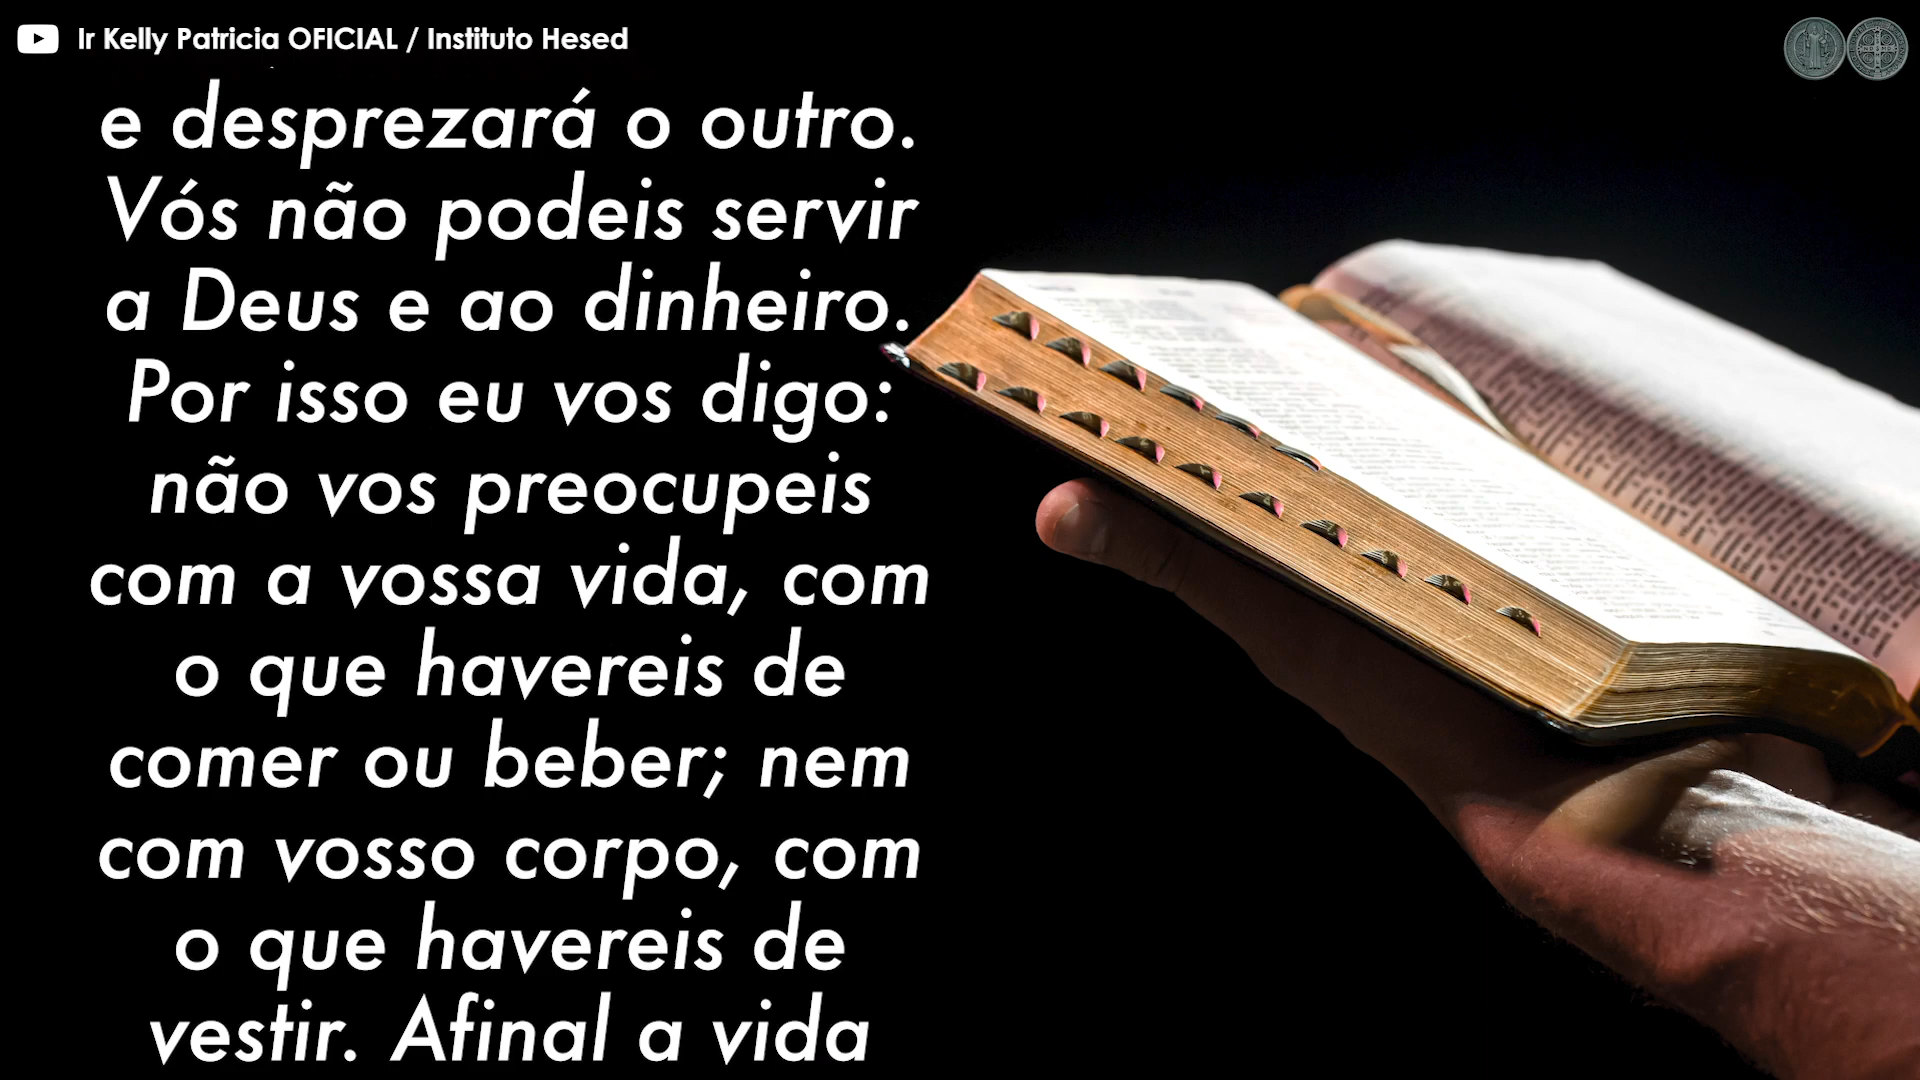 Ir Kelly Patricia OFICIAL / Instituto Hesed
e desprezará o outro.
Vós não podeis servir
a Deus e ao dinheiro.
Por isso eu vos digo:
não vos preocupeis
com a vossa vida, com
o que havereis de
comer ou beber; nem
com vosso corpo, com
o que havereis de
vestir. Afinal a vida